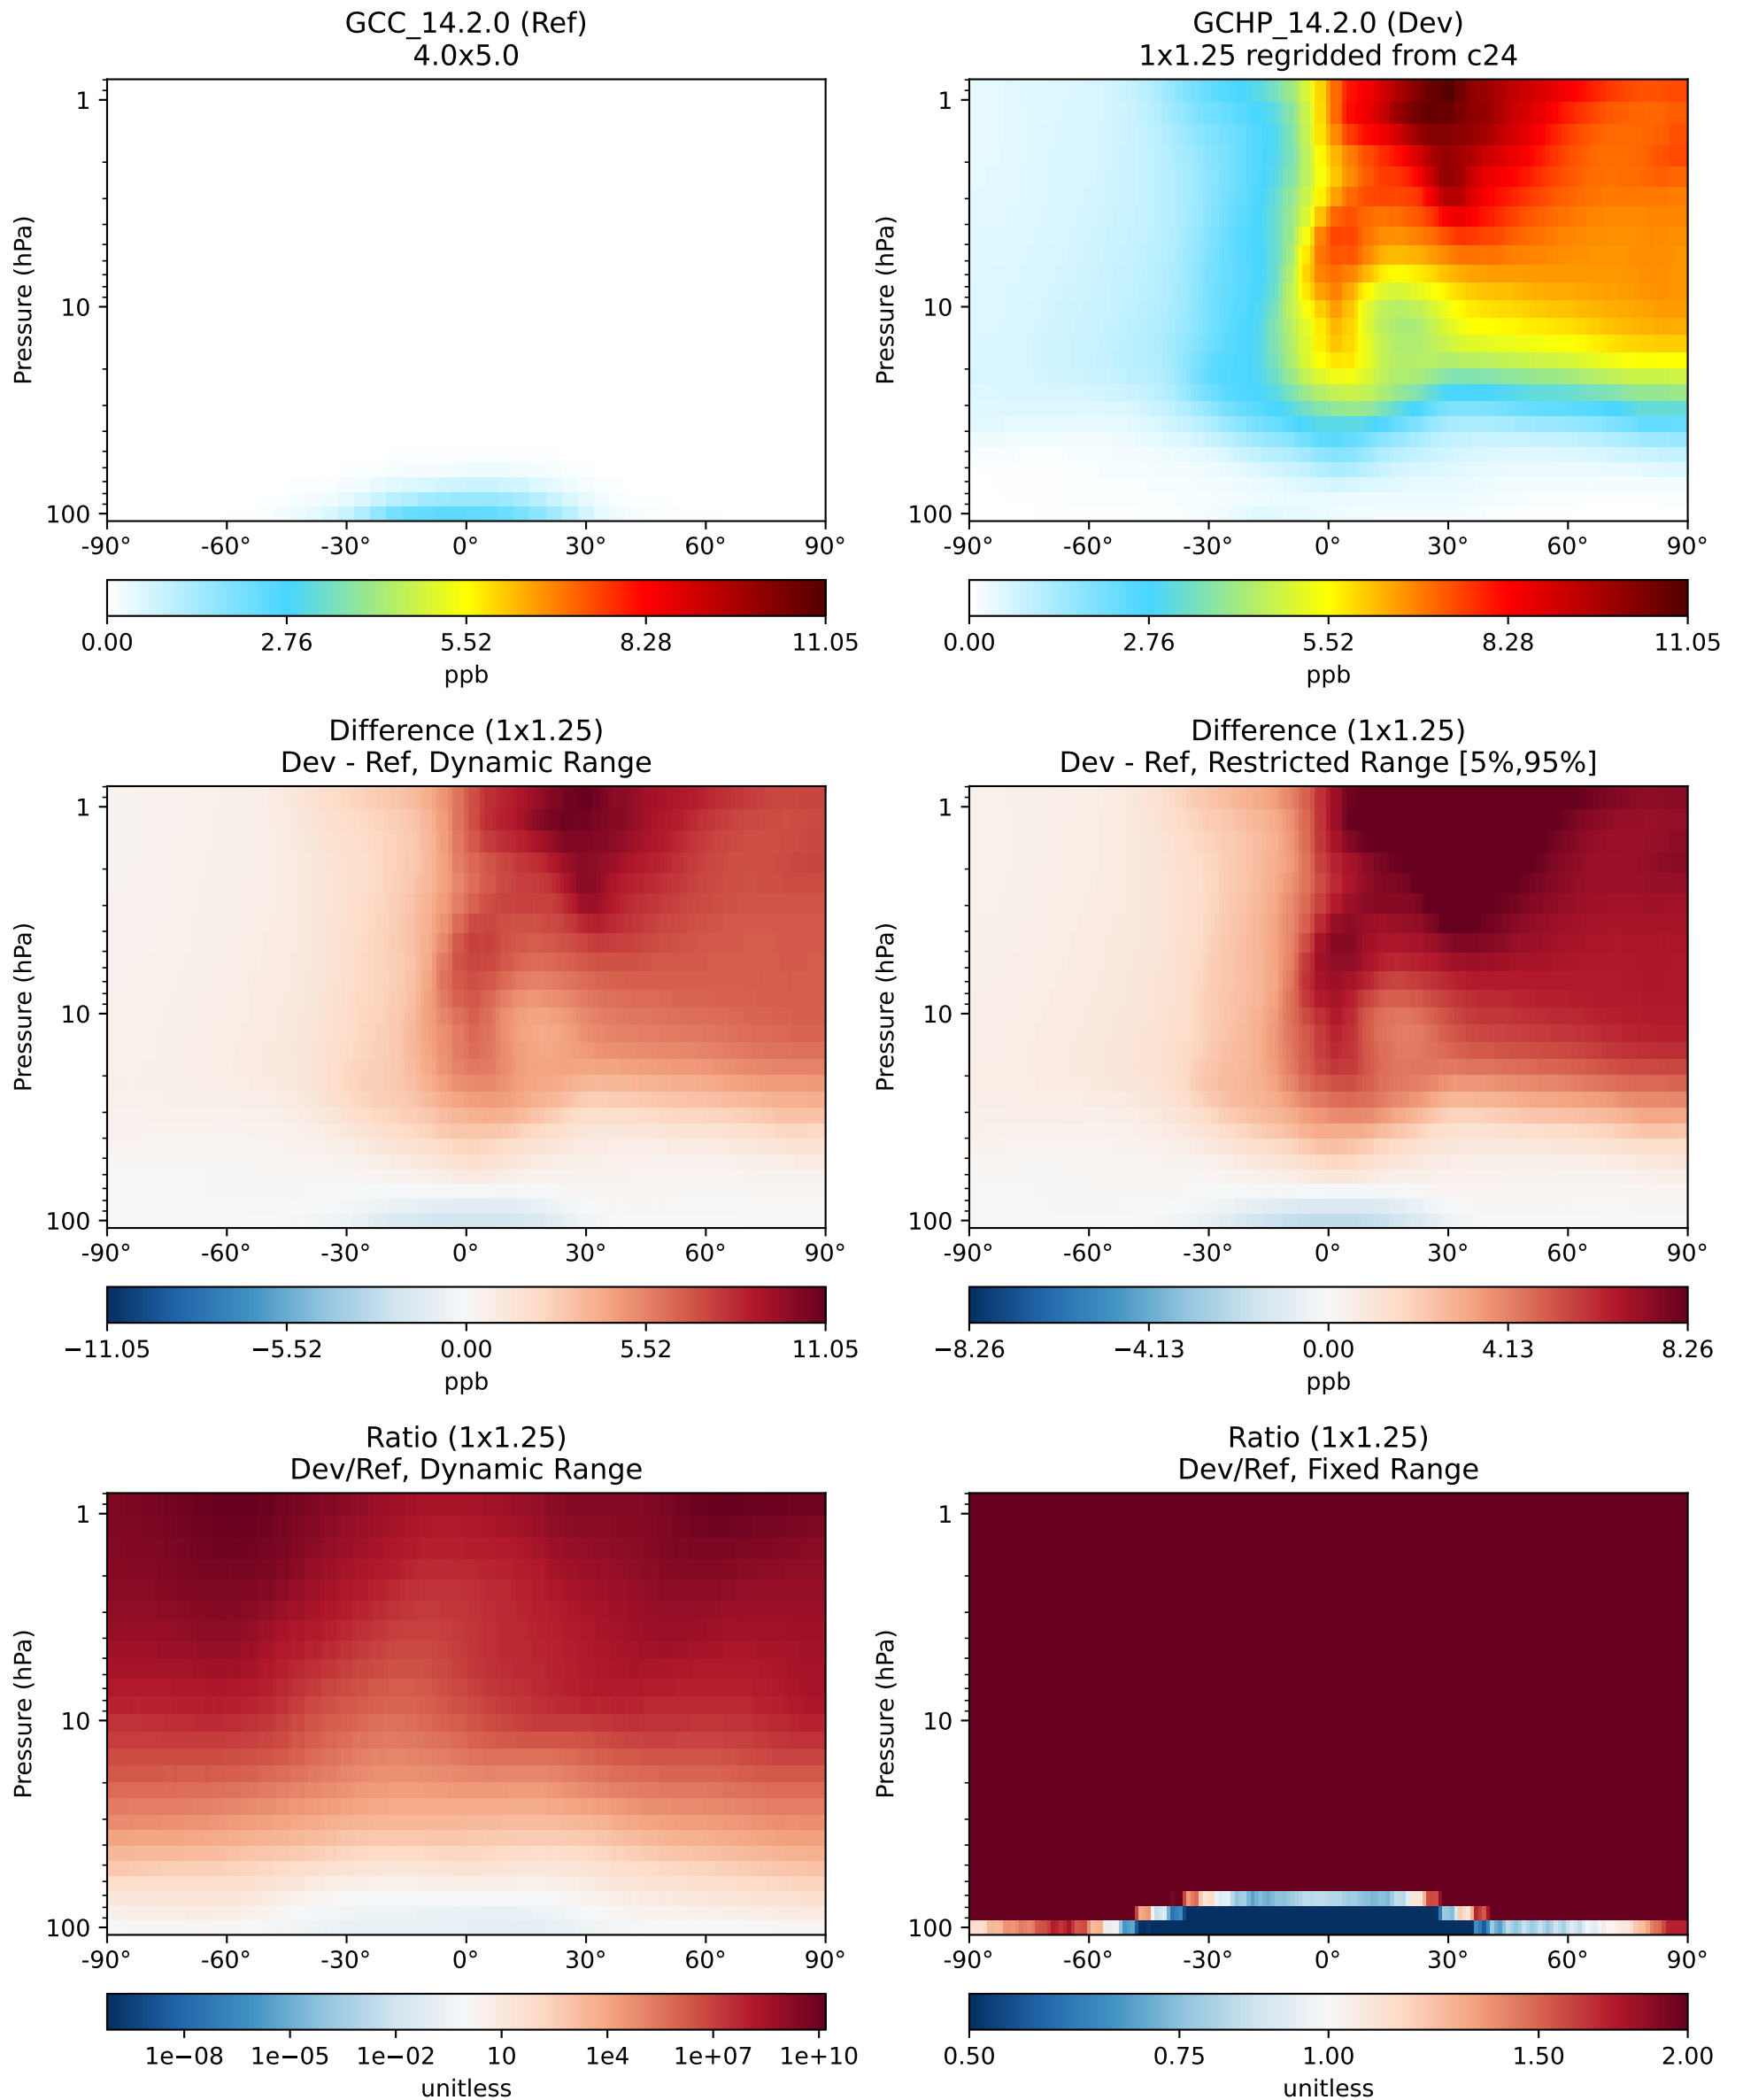 GCC_14.2.0 (Ref)
4.0x5.0
Pressure (hPa)
1
10
100
-90° -60° -30° 0° 30° 60° 90°
0.00 2.76 5.52 8.28 11.05
ppb
GCHP_14.2.0 (Dev)
1x1.25 regridded from c24
Pressure (hPa)
1
10
100
-90° -60° -30° 0° 30° 60° 90°
0.00 2.76 5.52 8.28 11.05
ppb
Difference (1x1.25)
Dev - Ref, Dynamic Range
Pressure (hPa)
1
10
100
-90° -60° -30° 0° 30° 60° 90°
−11.05 −5.52 0.00 5.52 11.05
ppb
Difference (1x1.25)
Dev - Ref, Restricted Range [5%,95%]
Pressure (hPa)
1
10
100
-90° -60° -30° 0° 30° 60° 90°
−8.26 −4.13 0.00 4.13 8.26
ppb
Ratio (1x1.25)
Dev/Ref, Dynamic Range
Pressure (hPa)
1
10
100
-90° -60° -30° 0° 30° 60° 90°
1e−08 1e−05 1e−02 10 1e4 1e+07 1e+10
unitless
Ratio (1x1.25)
Dev/Ref, Fixed Range
Pressure (hPa)
1
10
100
-90° -60° -30° 0° 30° 60° 90°
0.50 0.75 1.00 1.50 2.00
unitless